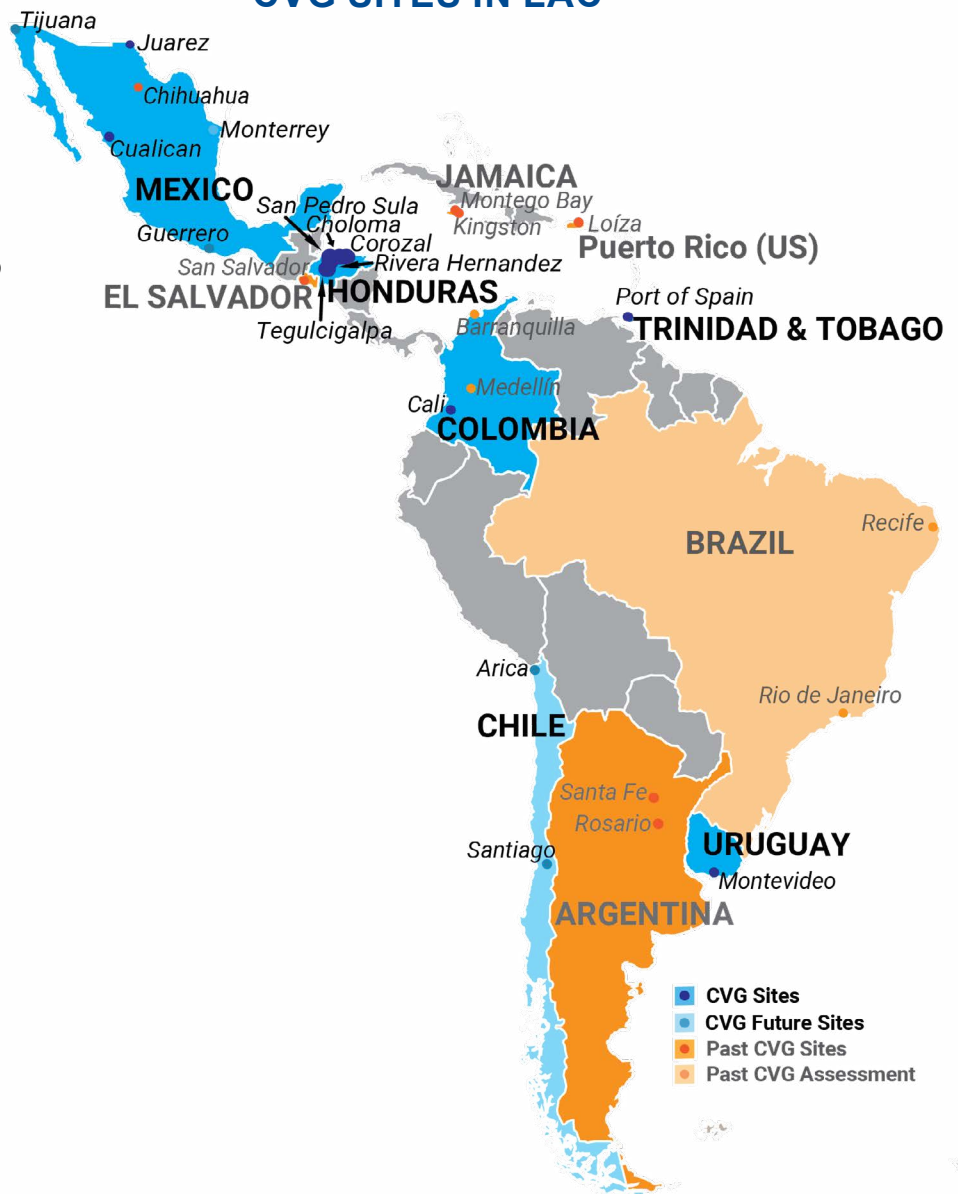 CVG SITES IN LAC
Tijuana
Juarez
Chihuahua
Monterrey
Cualican
MEXICO
JAMAICA
San Pedro Sula
Montego Bay
Choloma
Kingston
Loíza
Guerrero
Corozal
Puerto Rico (US)
San Salvador
Rivera Hernandez
EL SALVADOR
HONDURAS
Port of Spain
Tegulcigalpa
Barranquilla
TRINIDAD & TOBAGO
Medellín
Cali
COLOMBIA
Recife
BRAZIL
Arica
Rio de Janeiro
CHILE
Santa Fe
Rosario
Santiago
URUGUAY
Montevideo
ARGENTINA
CVG Sites
CVG Future Sites
Past CVG Sites
Past CVG Assessment